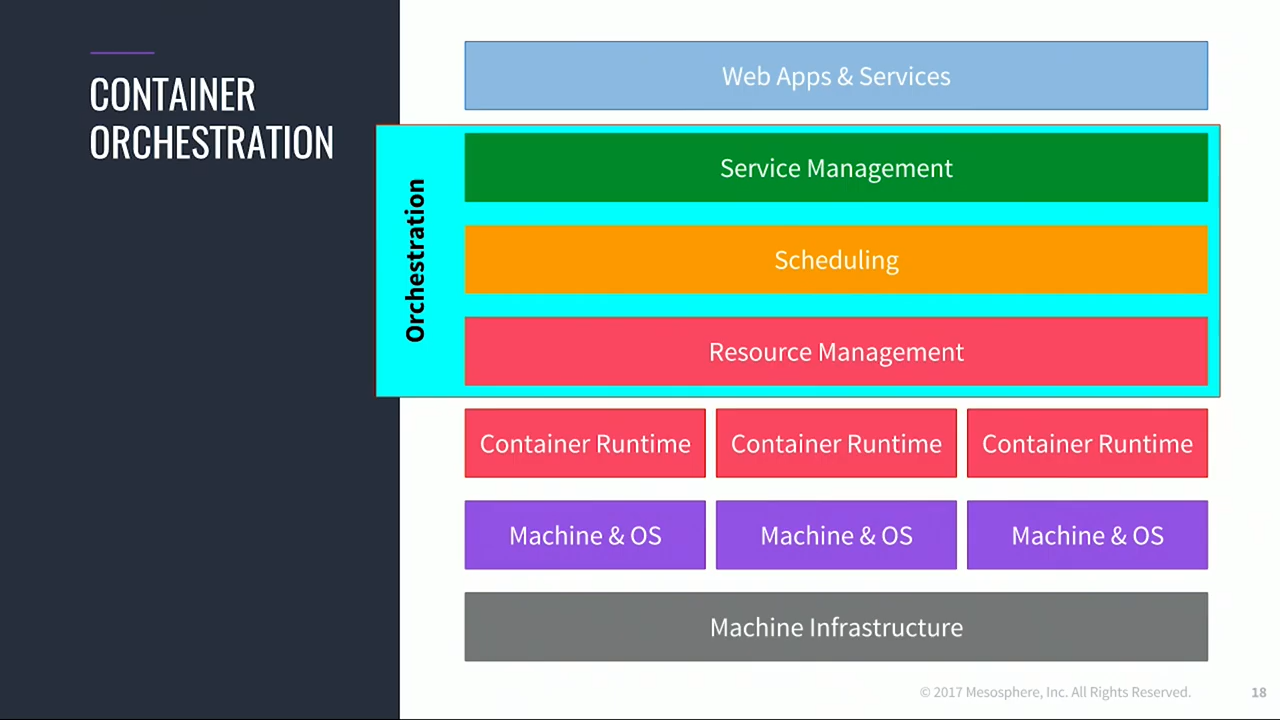 CONTAINER
ORCHESTRATION
Web Apps & Services
Orchestration
Service Management
Scheduling
Resource Management
Container Runtime Container Runtime Container Runtime
Machine & OS Machine & OS Machine & OS
Machine Infrastructure
© 2017 Mesosphere, Inc. All Rights Reserved. 18